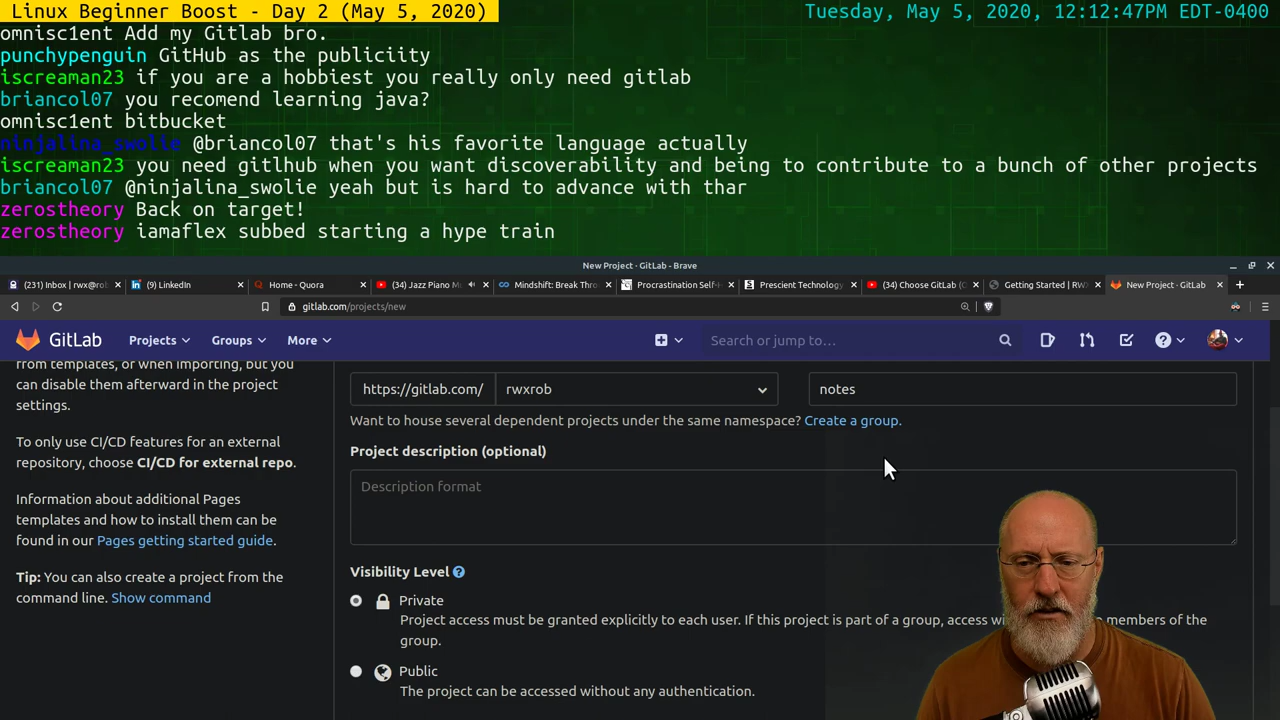 Linux Beginner Boost - Day 2 (May 5, 2020)
Tuesday, May 5, 2020, 12:12:47PM EDT-0400
omnisc1ent Add my Gitlab bro.
punchypenguin GitHub as the publiciity
iscreaman23 if you are a hobbiest you really only need gitlab
briancol07 you recomend learning java?
omnisc1ent bitbucket
ninjalina_swolie @briancol07 that's his favorite language actually
iscreaman23 you need gitlhub when you want discoverability and being to contribute to a bunch of other projects
briancol07 @ninjalina_swolie yeah but is hard to advance with thar
zerostheory Back on target!
zerostheory iamaflex subbed starting a hype train
New Project · GitLab - Brave
(231) Inbox | rwx@rob
(9) LinkedIn
Home - Quora
(34) Jazz Piano M
Mindshift: Break Thro
Procrastination Self-H
Prescient Technology
(34) Choose GitLab (
Getting Started | RWX
New Project · GitLab
gitlab.com/projects/new
GitLab
Projects
Groups
More
Search or jump to…
from templates, or when importing, but you
can disable them afterward in the project
settings.
To only use CI/CD features for an external
repository, choose CI/CD for external repo.
Information about additional Pages
templates and how to install them can be
found in our Pages getting started guide.
Tip: You can also create a project from the
command line. Show command
https://gitlab.com/
rwxrob
notes
Want to house several dependent projects under the same namespace? Create a group.
Project description (optional)
Description format
Visibility Level
Private
Project access must be granted explicitly to each user. If this project is part of a group, access members of the
group.
Public
The project can be accessed without any authentication.